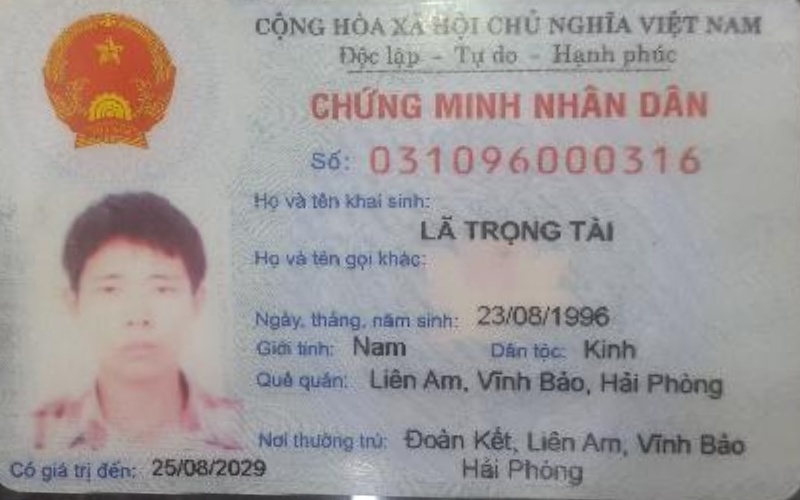 CỘNG HÒA XÃ HỘI CHỦ NGHĨA VIỆT NAM
Độc lập - Tự do - Hạnh phúc
CHỨNG MINH NHÂN DÂN
Số: 031096000316
Họ và tên khai sinh:
LÃ TRỌNG TÀI
Họ và tên gọi khác:
Ngày, tháng, năm sinh: 23/08/1996
Giới tính: Nam Dân tộc: Kinh
Quê quán: Liên Am, Vĩnh Bảo, Hải Phòng
Nơi thường trú: Đoàn Kết, Liên Am, Vĩnh Bảo
Hải Phòng
Có giá trị đến: 25/08/2029